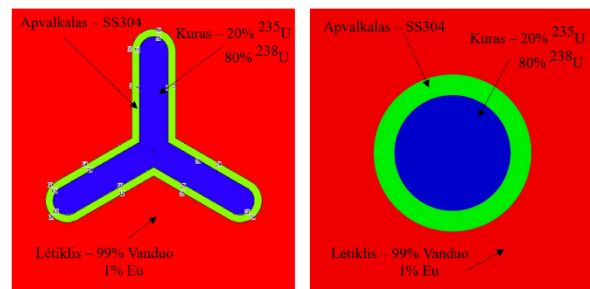 Apvalkalas – SS304
Kuras – 20% ²³⁵U
80% ²³⁸U
Lėtiklis – 99% Vanduo
1% Eu
Apvalkalas – SS304
Kuras – 20% ²³⁵U
80% ²³⁸U
Lėtiklis – 99% Vanduo
1% Eu